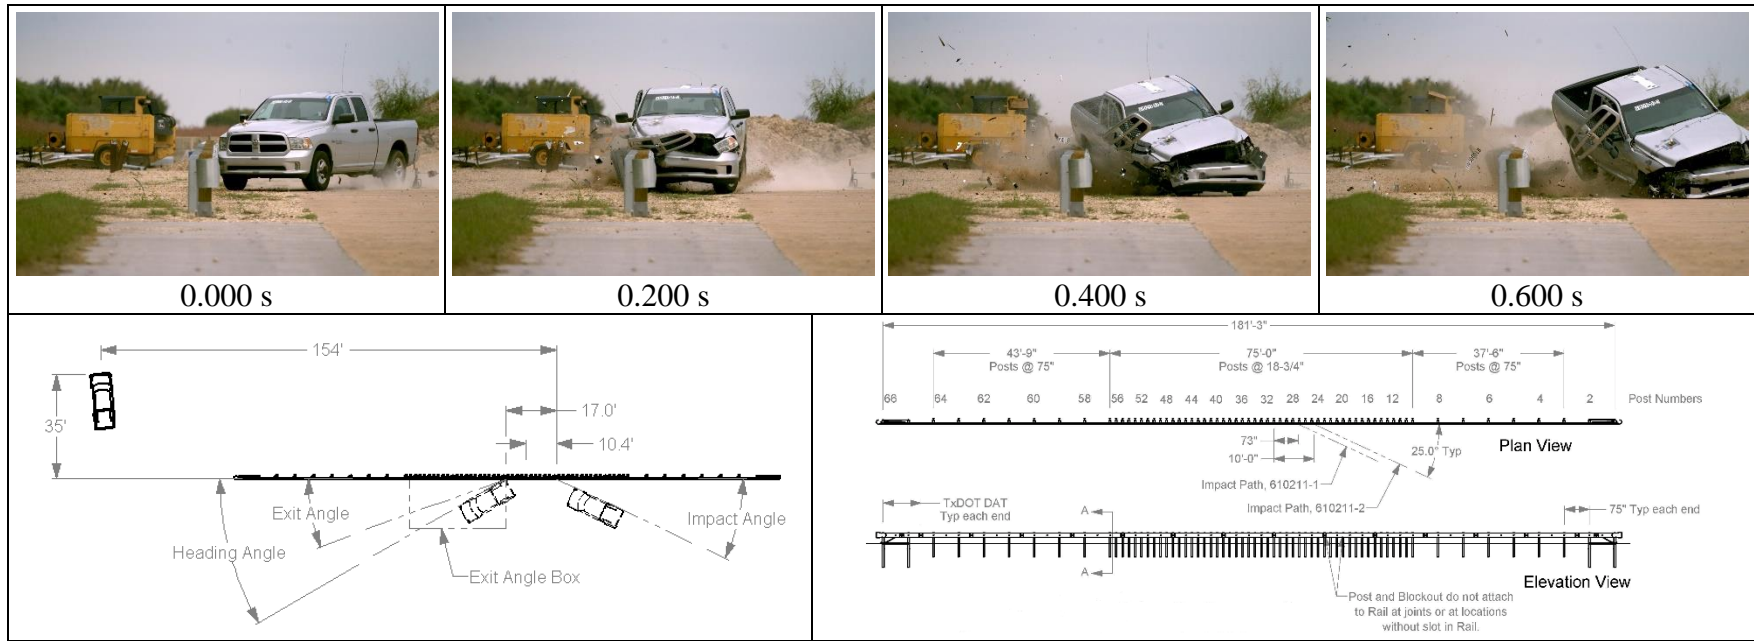 0.000 s
0.200 s
0.400 s
0.600 s
154'
35'
17.0'
10.4'
Exit Angle
Heading Angle
Impact Angle
Exit Angle Box
181'-3"
43'-9"
Posts @ 75"
75'-0"
Posts @ 18-3/4"
37'-6"
Posts @ 75"
66 64 62 60 58 56 52 48 44 40 36 32 28 24 20 16 12 8 6 4 2 Post Numbers
Plan View
73"
10'-0"
25.0° Typ
Impact Path, 610211-1
Impact Path, 610211-2
TxDOT DAT
Typ each end
A
75" Typ each end
A
Elevation View
Post and Blockout do not attach
to Rail at joints or at locations
without slot in Rail.